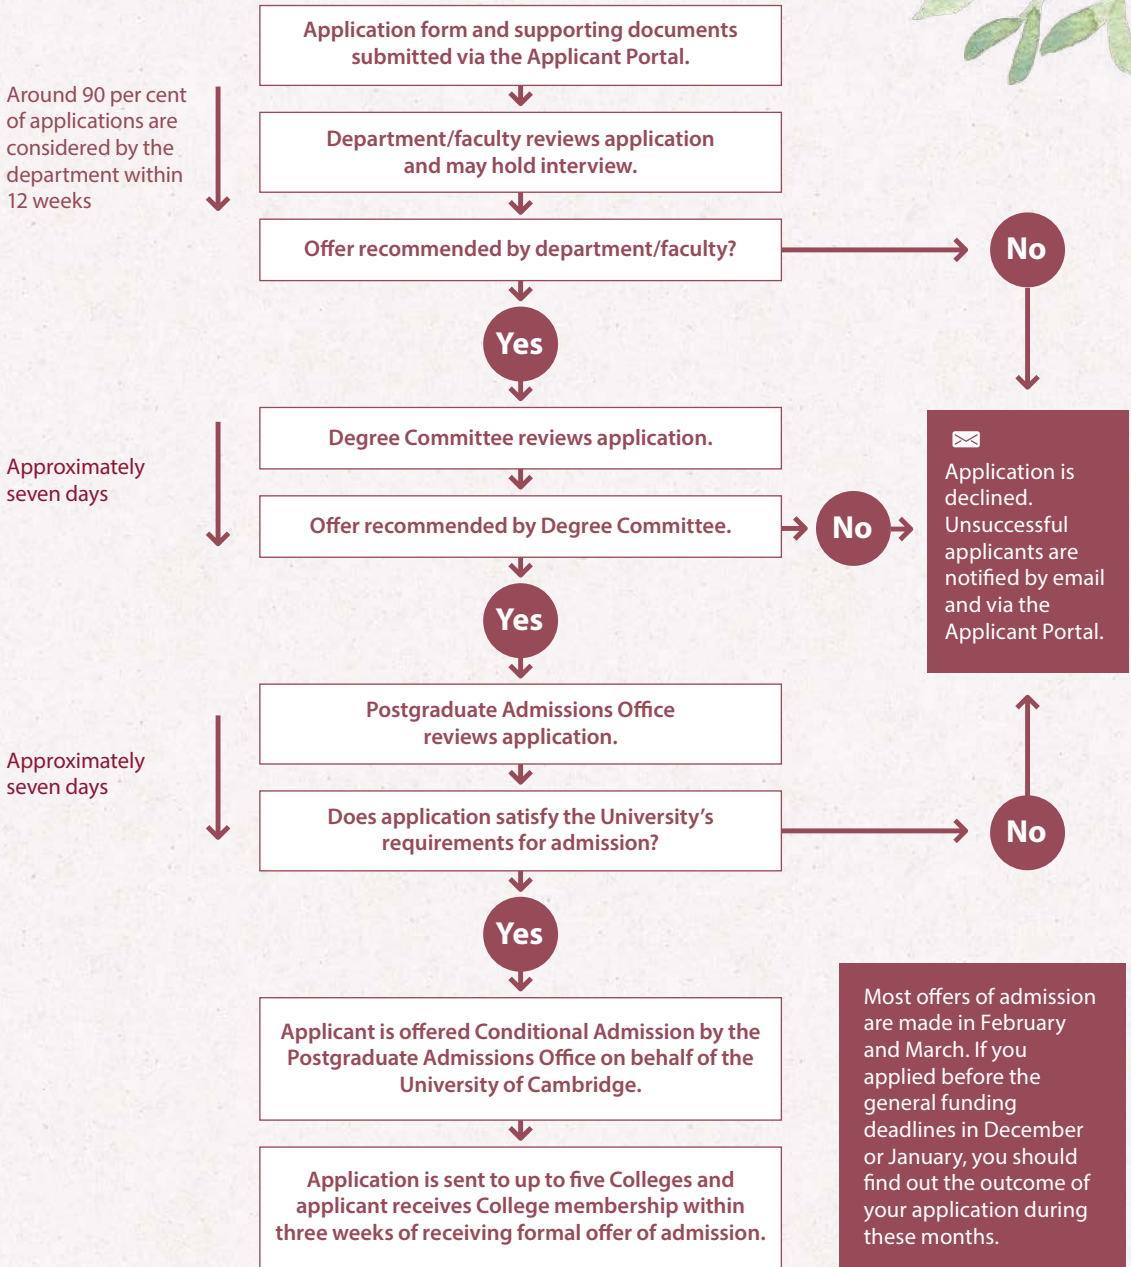 Application form and supporting documents
submitted via the Applicant Portal.
Around 90 per cent
of applications are
considered by the
department within
12 weeks
Department/faculty reviews application
and may hold interview.
Offer recommended by department/faculty?
No
Yes
Degree Committee reviews application.
Approximately
seven days
Offer recommended by Degree Committee.
No
Application is
declined.
Unsuccessful
applicants are
notified by email
and via the
Applicant Portal.
Yes
Postgraduate Admissions Office
reviews application.
Approximately
seven days
Does application satisfy the University’s
requirements for admission?
No
Yes
Applicant is offered Conditional Admission by the
Postgraduate Admissions Office on behalf of the
University of Cambridge.
Application is sent to up to five Colleges and
applicant receives College membership within
three weeks of receiving formal offer of admission.
Most offers of admission
are made in February
and March. If you
applied before the
general funding
deadlines in December
or January, you should
find out the outcome of
your application during
these months.